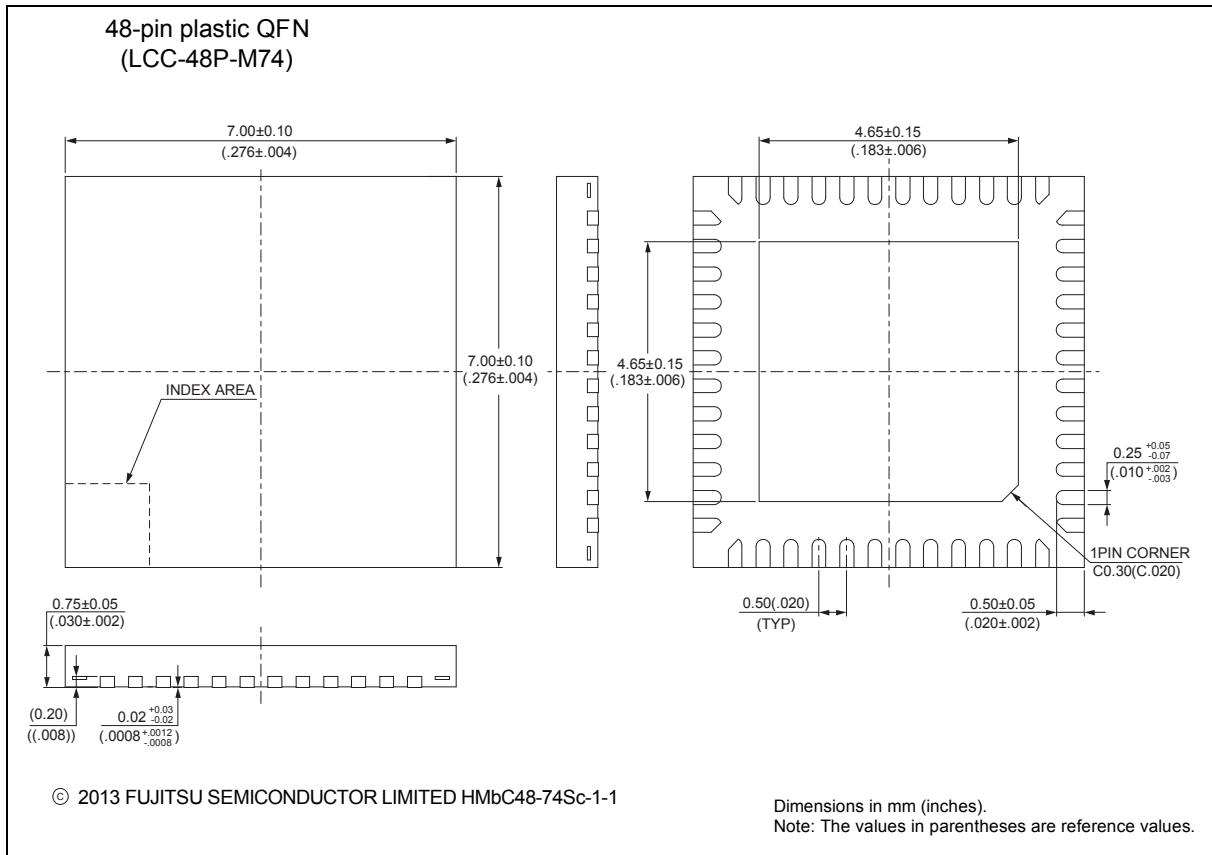 48-pin plastic QFN
(LCC-48P-M74)
7.00±0.10
(.276±.004)
4.65±0.15
(.183±.006)
7.00±0.10
(.276±.004)
4.65±0.15
(.183±.006)
INDEX AREA
0.25 +0.05 -0.07
(.010 +.002 -.003)
1PIN CORNER
C0.30(C.020)
0.75±0.05
(.030±.002)
0.50(.020)
(TYP)
0.50±0.05
(.020±.002)
(0.20)
((.008))
0.02 +0.03 -0.02
(.0008 +.0012 -.0008)
© 2013 FUJITSU SEMICONDUCTOR LIMITED HMbC48-74Sc-1-1
Dimensions in mm (inches).
Note: The values in parentheses are reference values.